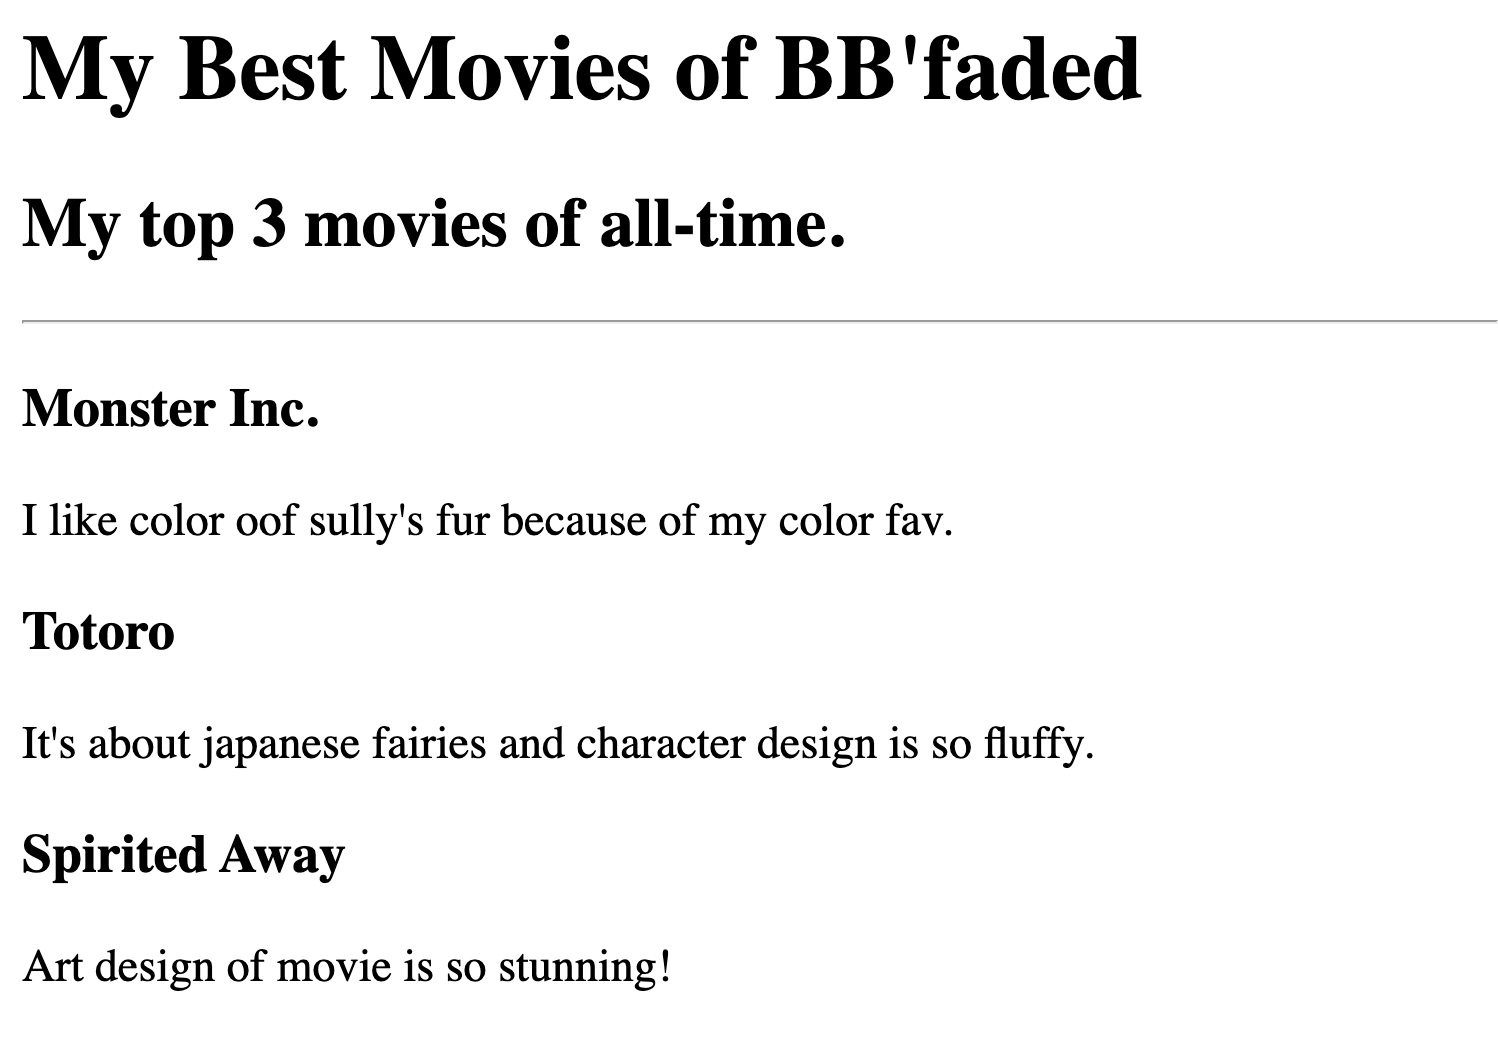 My Best Movies of BB'faded
My top 3 movies of all-time.
Monster Inc.
I like color oof sully's fur because of my color fav.
Totoro
It's about japanese fairies and character design is so fluffy.
Spirited Away
Art design of movie is so stunning!